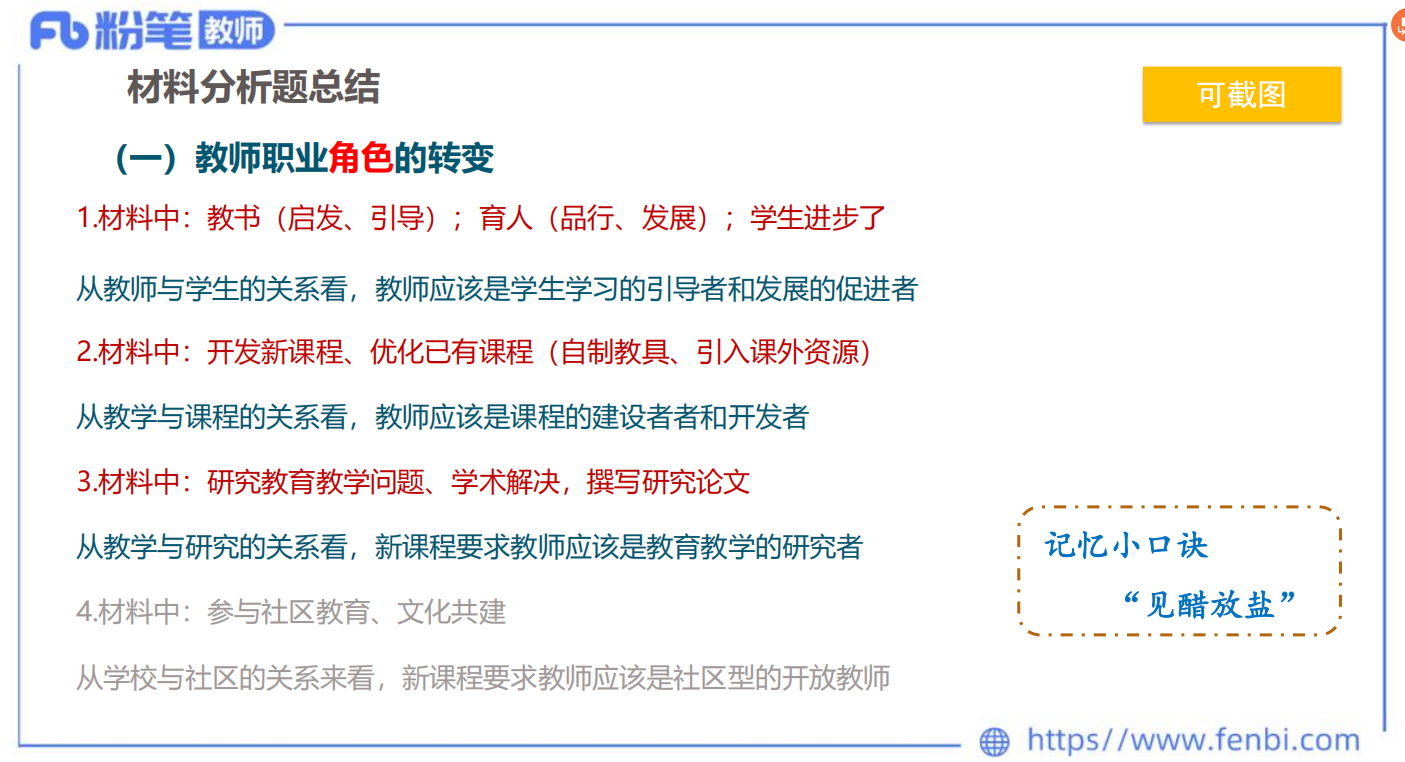 粉笔教师
材料分析题总结
可截图
（一）教师职业角色的转变
1.材料中：教书（启发、引导）；育人（品行、发展）；学生进步了
从教师与学生的关系看，教师应该是学生学习的引导者和发展的促进者
2.材料中：开发新课程、优化已有课程（自制教具、引入课外资源）
从教学与课程的关系看，教师应该是课程的建设者者和开发者
3.材料中：研究教育教学问题、学术解决，撰写研究论文
从教学与研究的关系看，新课程要求教师应该是教育教学的研究者
4.材料中：参与社区教育、文化共建
从学校与社区的关系来看，新课程要求教师应该是社区型的开放教师
记忆小口诀
“见醋放盐”
https//www.fenbi.com